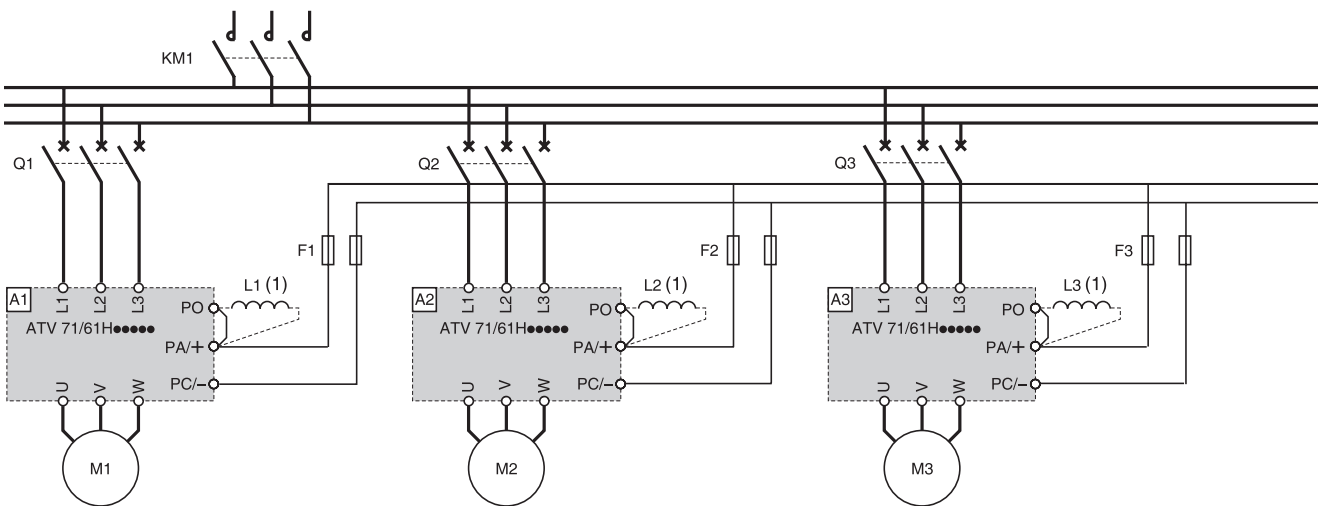 KM1
Q1
Q2
Q3
F1
F2
F3
A1
L1
L2
L3
PO
L1 (1)
ATV 71/61H●●●●●
PA/+
PC/–
U
V
W
M1
A2
L1
L2
L3
PO
L2 (1)
ATV 71/61H●●●●●
PA/+
PC/–
U
V
W
M2
A3
L1
L2
L3
PO
L3 (1)
ATV 71/61H●●●●●
PA/+
PC/–
U
V
W
M3